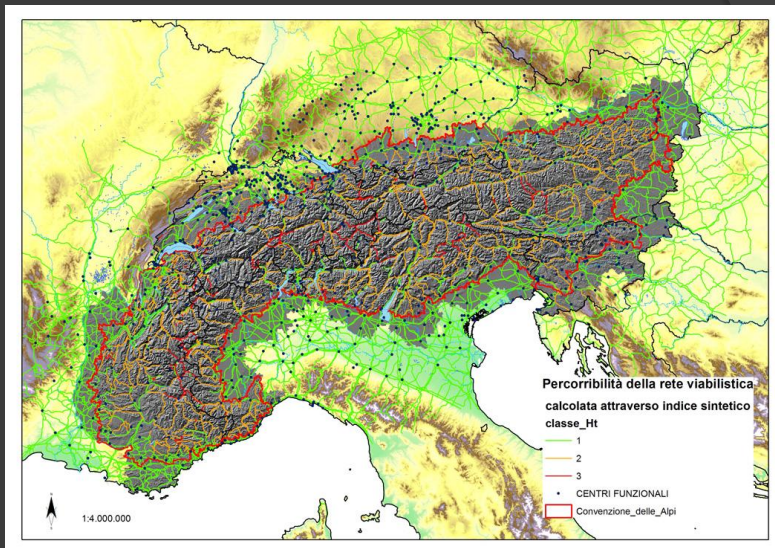 Percorribilità della rete viabilistica
calcolata attraverso indice sintetico
classe_Ht
1
2
3
CENTRI FUNZIONALI
Convenzione_delle_Alpi
1:4.000.000